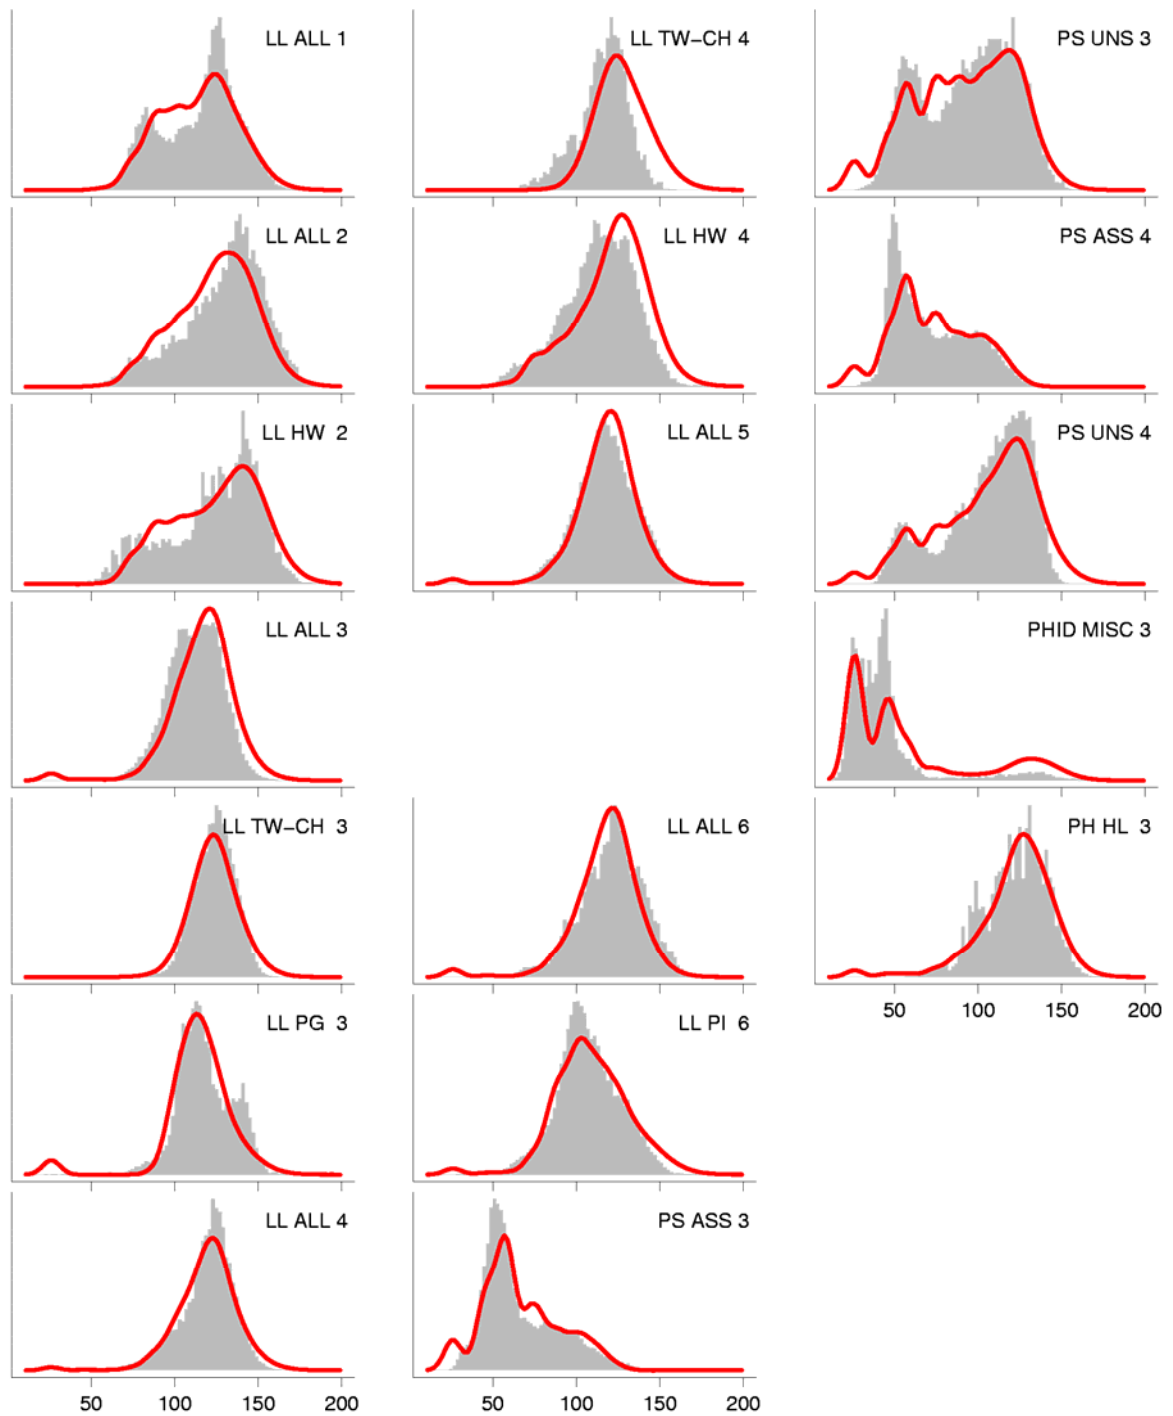 LL ALL 1
LL ALL 2
LL HW 2
LL ALL 3
LL TW-CH 3
LL PG 3
LL ALL 4
50 100 150 200
LL TW-CH 4
LL HW 4
LL ALL 5
LL ALL 6
LL PI 6
PS ASS 3
50 100 150 200
PS UNS 3
PS ASS 4
PS UNS 4
PHID MISC 3
PH HL 3
50 100 150 200